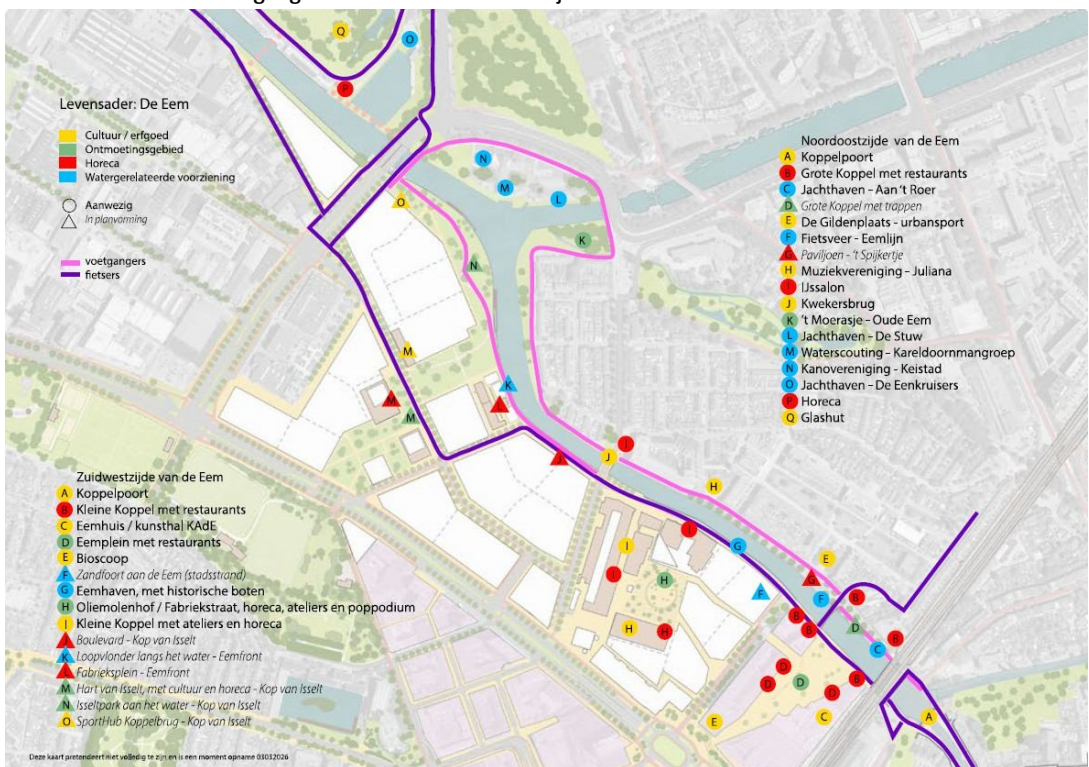 Levensader: De Eem
Cultuur / erfgoed
Ontmoetingsgebied
Horeca
Watergerelateerde voorziening
Aanwezig
In planvorming
voetgangers
fietsers
Noordoostzijde van de Eem
A Koppelpoort
B Grote Koppel met restaurants
C Jachthaven - Aan 't Roer
D Grote Koppel met trappen
E De Gildenplaats - urbansport
F Fietsveer - Eemlijn
G Paviljoen - 't Spijkertje
H Muziekvereniging - Juliana
I IJssalon
J Kwekersbrug
K 't Moerasje - Oude Eem
L Jachthaven - De Stuw
M Waterscouting - Kareldoornmangroep
N Kanovereniging - Keistad
O Jachthaven - De Eenkruisers
P Horeca
Q Glashut
Zuidwestzijde van de Eem
A Koppelpoort
B Kleine Koppel met restaurants
C Eemhuis / kunsthal KAdE
D Eemplein met restaurants
E Bioscoop
F Zandfoort aan de Eem (stadsstrand)
G Eemhaven, met historische boten
H Oliemolenhof / Fabriekstraat, horeca, ateliers en poppodium
I Kleine Koppel met ateliers en horeca
J Boulevard - Kop van Isselt
K Loopvlonder langs het water - Eemfront
L Fabrieksplein - Eemfront
M Hart van Isselt, met cultuur en horeca - Kop van Isselt
N Isseltpark aan het water - Kop van Isselt
O SportHub Koppelbrug - Kop van Isselt
Q
O
P
N
M
L
O
K
N
M
K
M
L
M
J
J
I
H
I
I
G
E
I
H
F
G
F
B
H
H
B
B
D
B
C
D
D
D
B
D
E
C
A
Deze kaart pretendeert niet volledig te zijn en is een moment opname 03032026